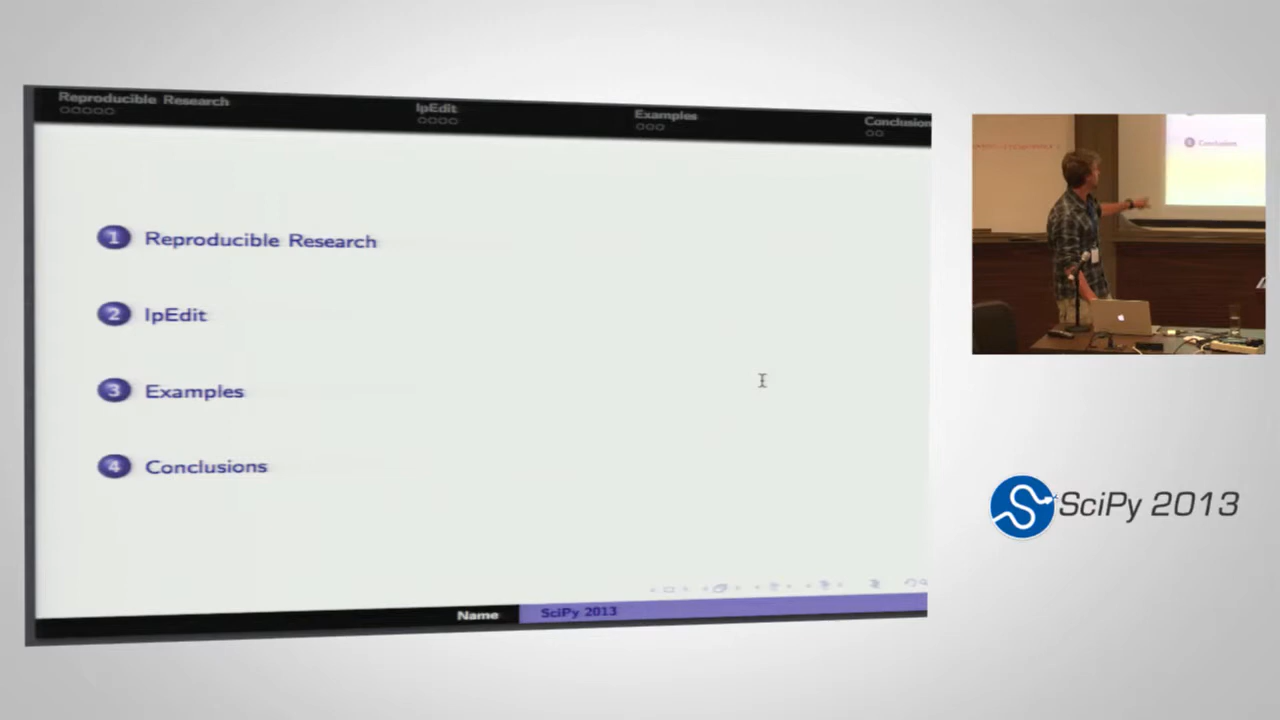 Reproducible Research
IpEdit
Examples
Conclusion
1 Reproducible Research
2 IpEdit
3 Examples
4 Conclusions
Name
SciPy 2013
Conclusions
SciPy 2013